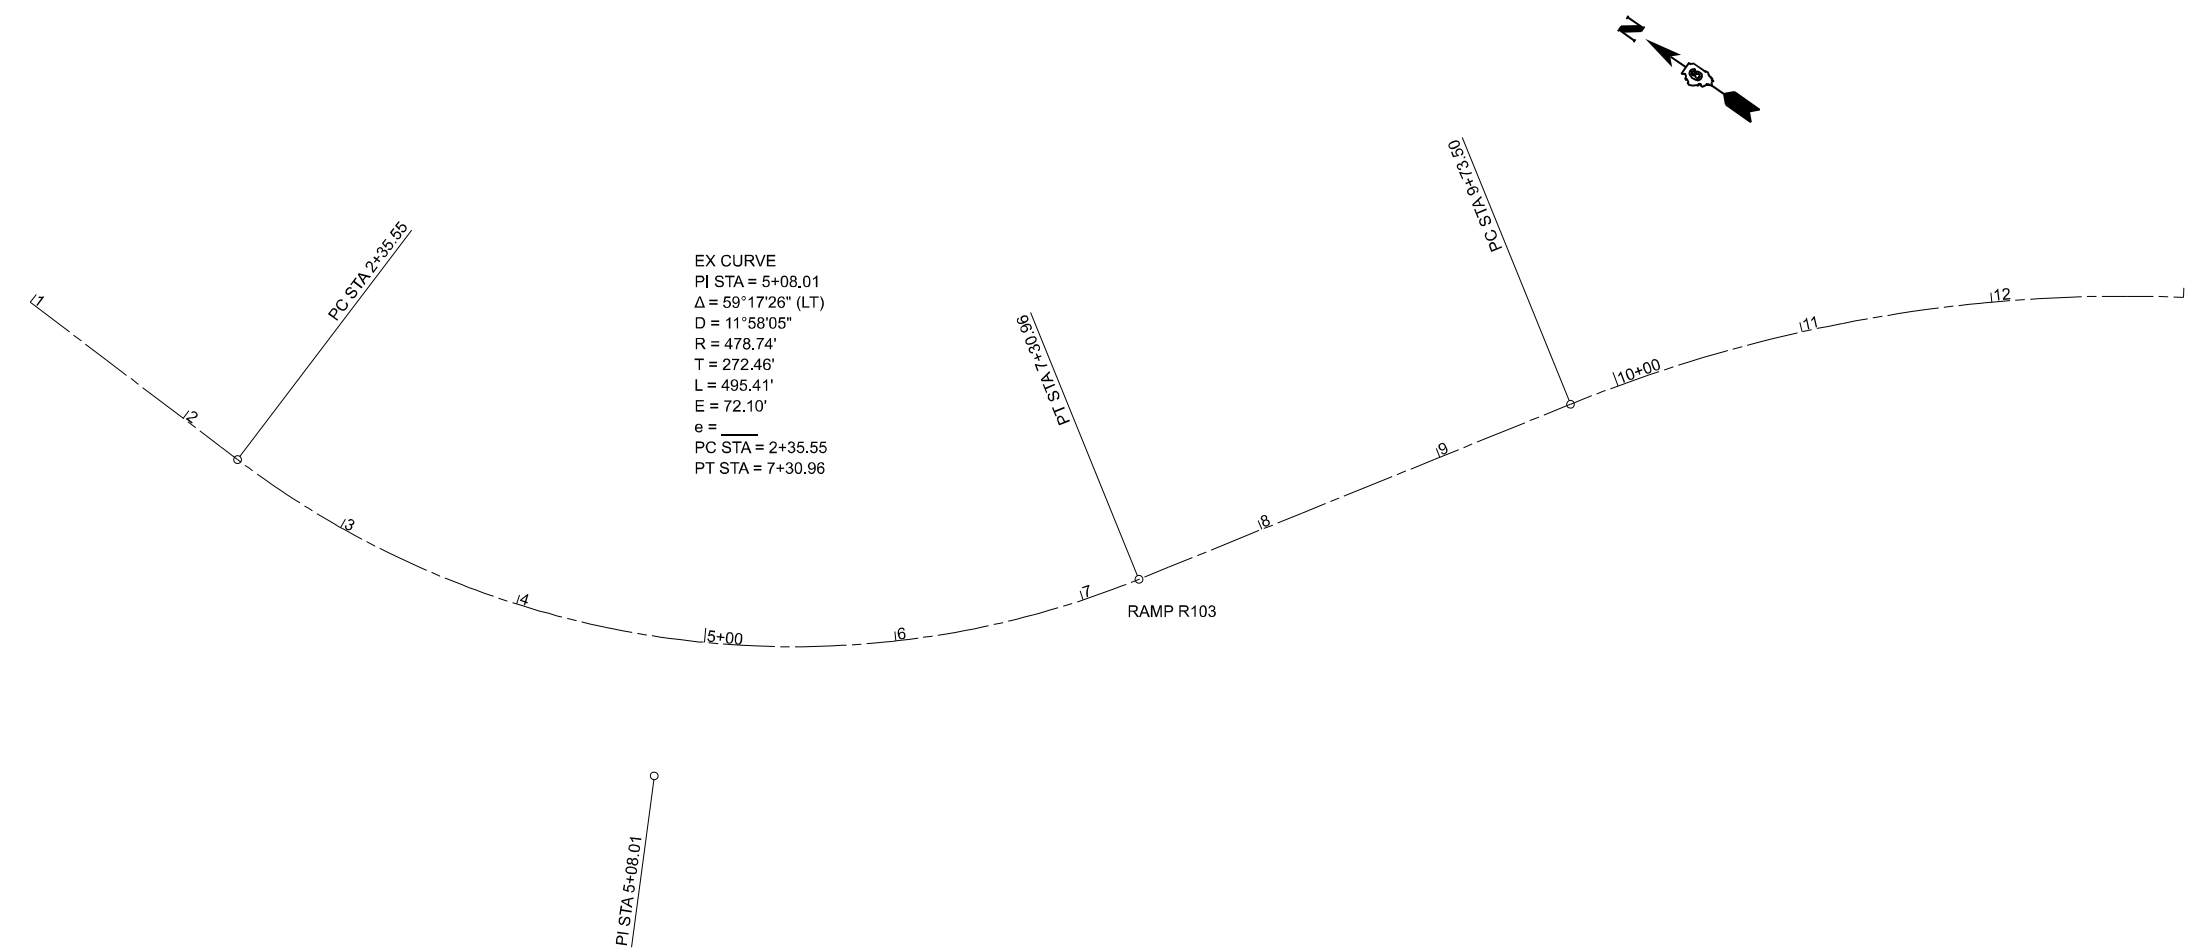 N
PC STA 9+73.50
PC STA 2+35.55
EX CURVE
PI STA = 5+08.01
Δ = 59°17'26" (LT)
D = 11°58'05"
R = 478.74'
T = 272.46'
L = 495.41'
E = 72.10'
e = ____
PC STA = 2+35.55
PT STA = 7+30.96
PT STA 7+30.96
1
2
3
4
5+00
6
7
8
9
10+00
11
12
RAMP R103
PI STA 5+08.01